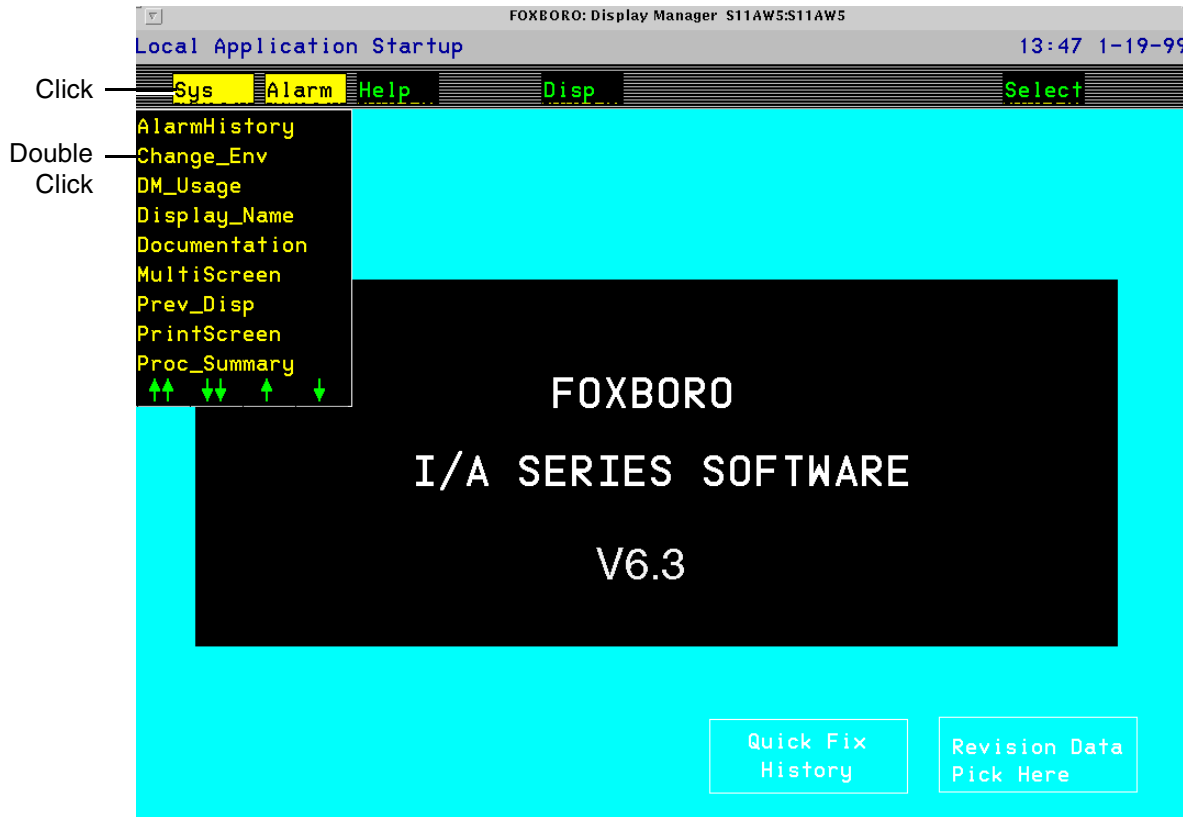 FOXBORO: Display Manager S11AW5:S11AW5
Local Application Startup 13:47 1-19-99
Click
Sys Alarm Help Disp Select
AlarmHistory
Double Click
Change_Env
DM_Usage
Display_Name
Documentation
MultiScreen
Prev_Disp
PrintScreen
Proc_Summary
FOXBORO
I/A SERIES SOFTWARE
V6.3
Quick Fix
History
Revision Data
Pick Here